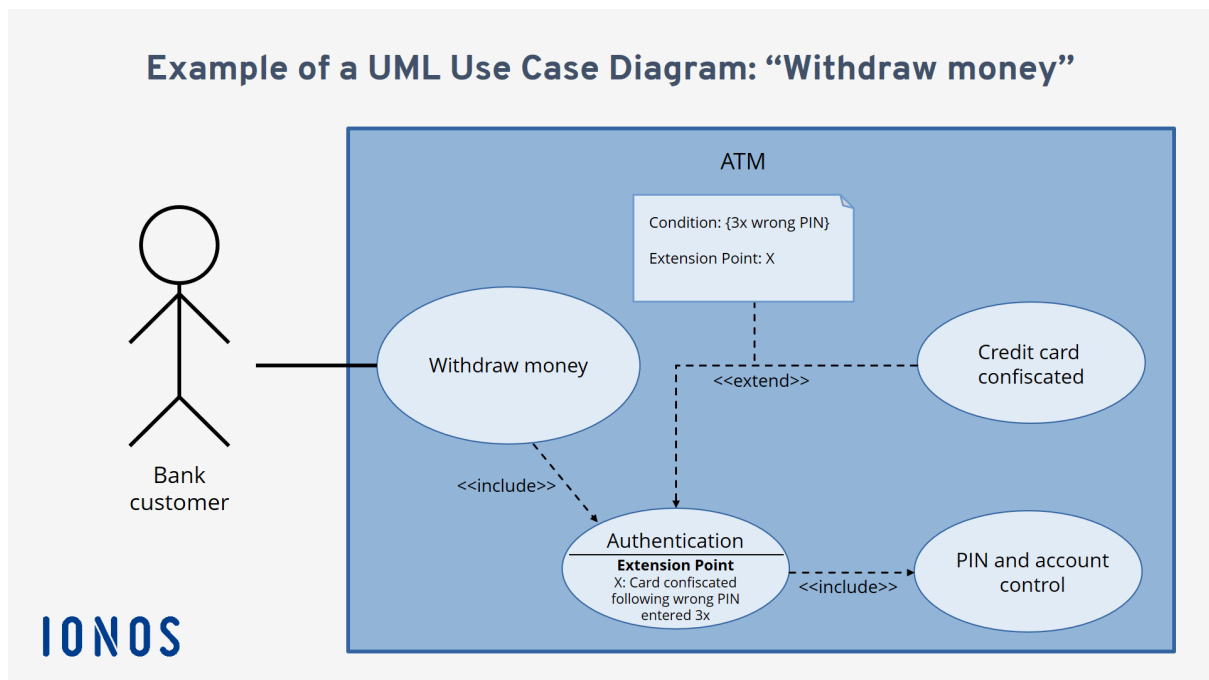 Example of a UML Use Case Diagram: “Withdraw money”
ATM
Condition: {3x wrong PIN}
Extension Point: X
Withdraw money
Credit card
confiscated
<<extend>>
Bank
customer
<<include>>
Authentication
Extension Point
X: Card confiscated
following wrong PIN
entered 3x
<<include>>
PIN and account
control
IONOS